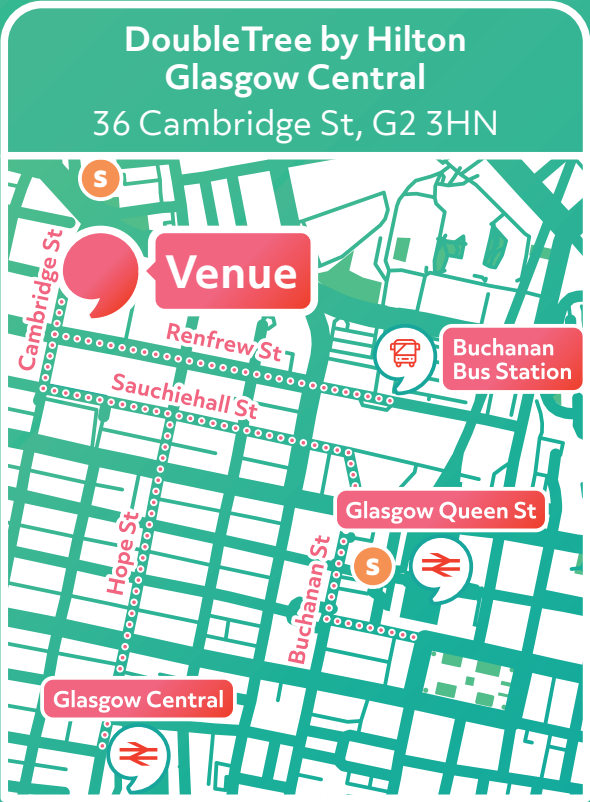 DoubleTree by Hilton
Glasgow Central
36 Cambridge St, G2 3HN
S
Cambridge St
Venue
Renfrew St
Buchanan
Bus Station
Sauchiehall St
Glasgow Queen St
Hope St
Buchanan St
S
Glasgow Central